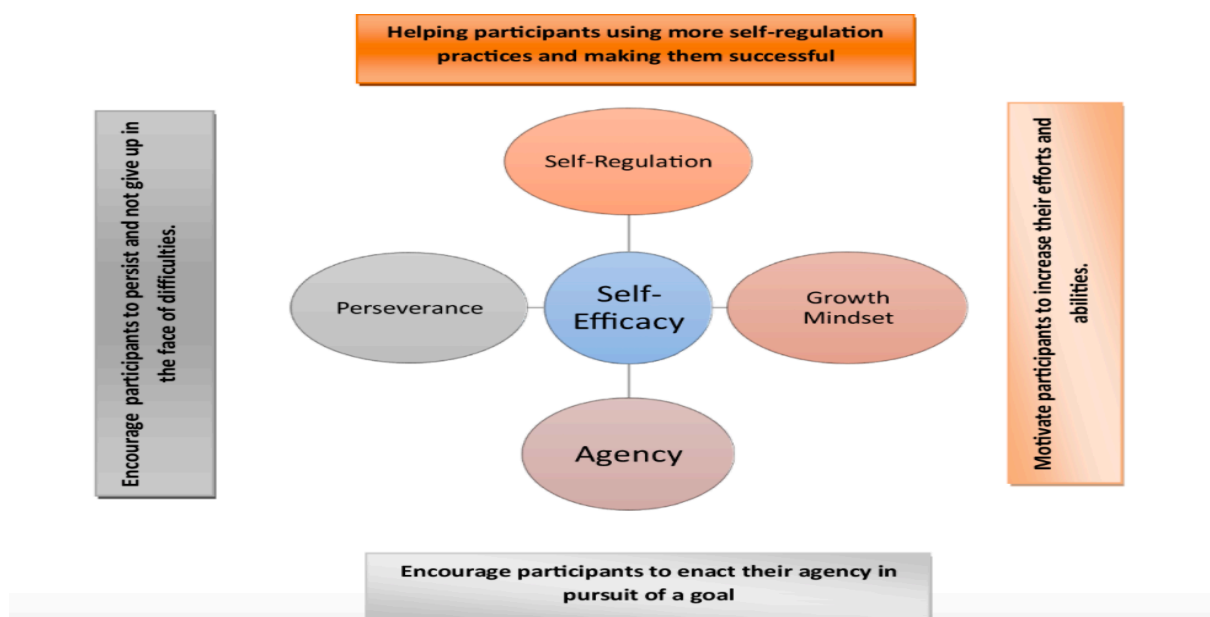 Helping participants using more self-regulation
practices and making them successful
Self-Regulation
Encourage participants to persist and not give up in
the face of difficulties.
Perseverance
Self-
Efficacy
Growth
Mindset
Motivate participants to increase their efforts and
abilities.
Agency
Encourage participants to enact their agency in
pursuit of a goal